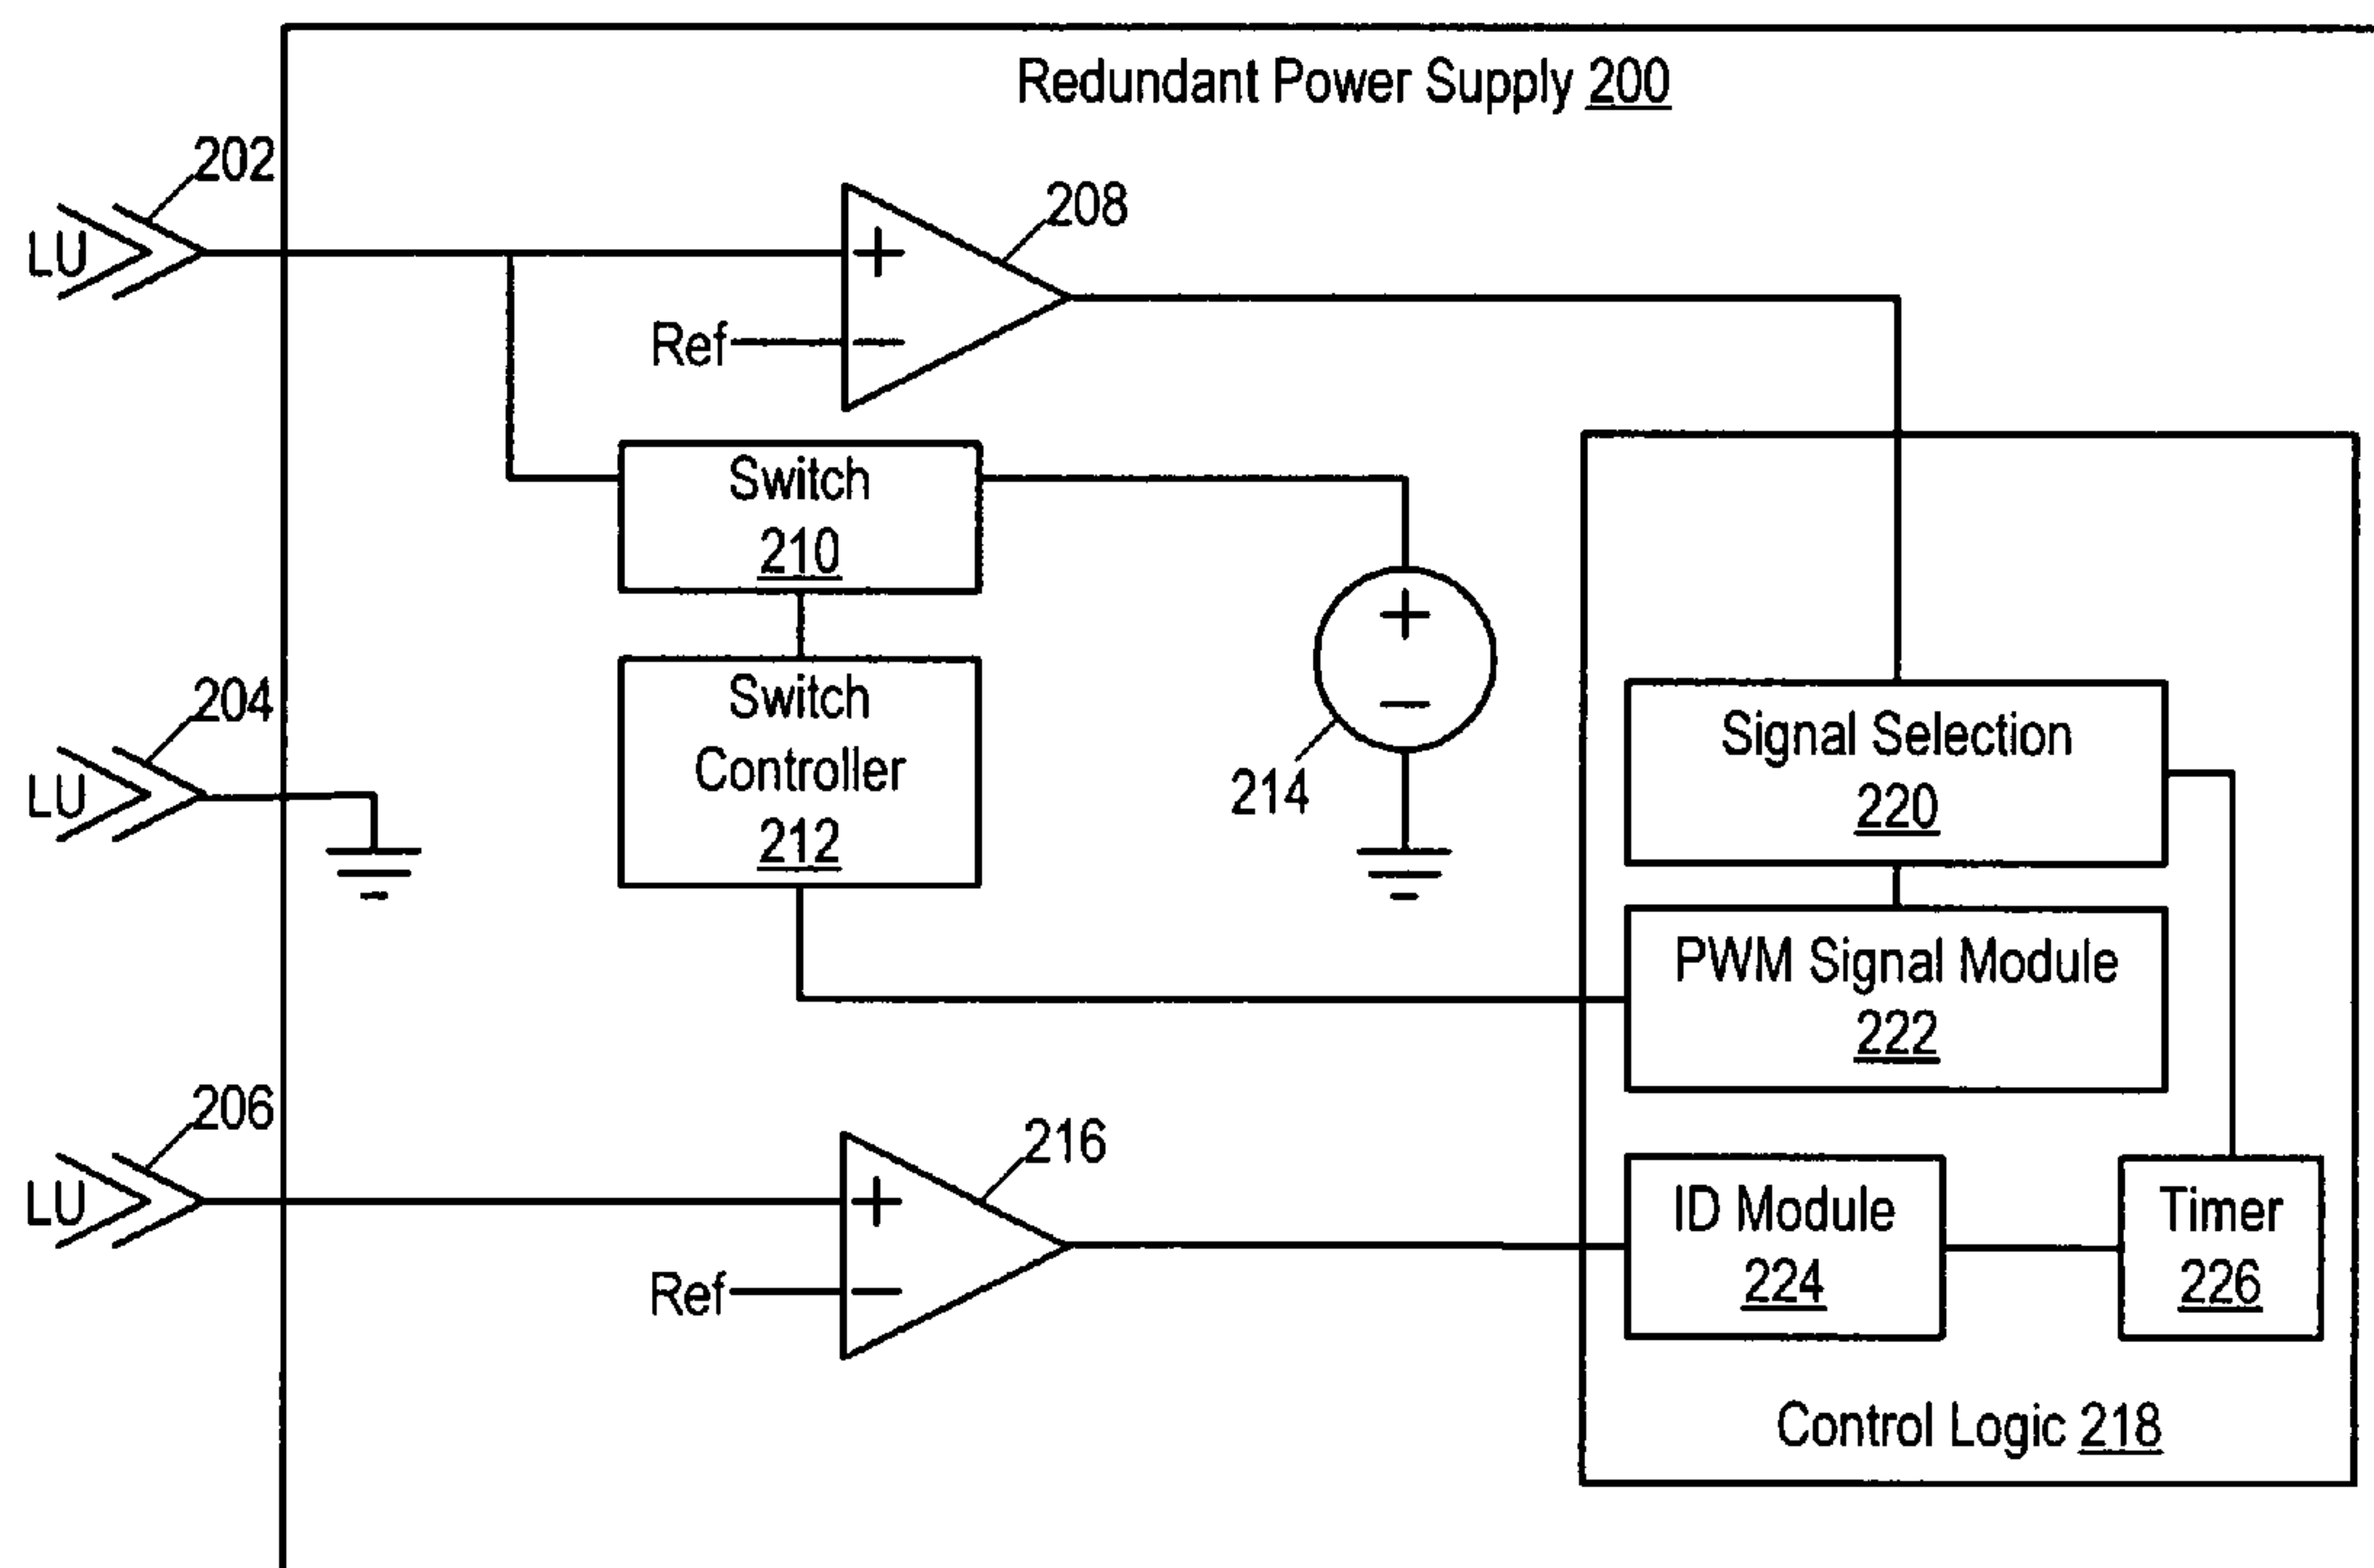 Redundant Power Supply 200
202
LU
208
+
Ref
−
Switch
210
+
−
214
Switch
Controller
212
204
LU
Signal Selection
220
PWM Signal Module
222
206
LU
216
+
Ref
−
ID Module
224
Timer
226
Control Logic 218